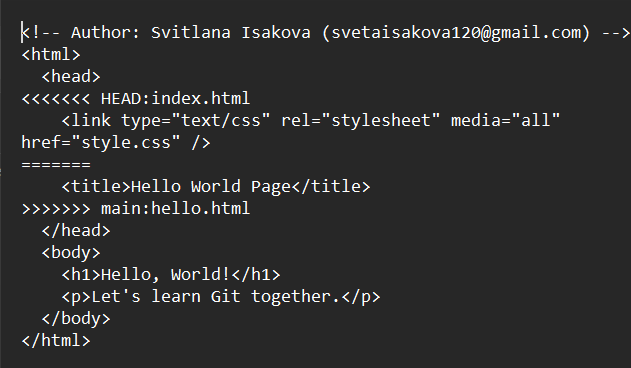 <!-- Author: Svitlana Isakova (svetaisakova120@gmail.com) -->
<html>
  <head>
<<<<<<< HEAD:index.html
    <link type="text/css" rel="stylesheet" media="all"
href="style.css" />
=======
    <title>Hello World Page</title>
>>>>>>> main:hello.html
  </head>
  <body>
    <h1>Hello, World!</h1>
    <p>Let's learn Git together.</p>
  </body>
</html>